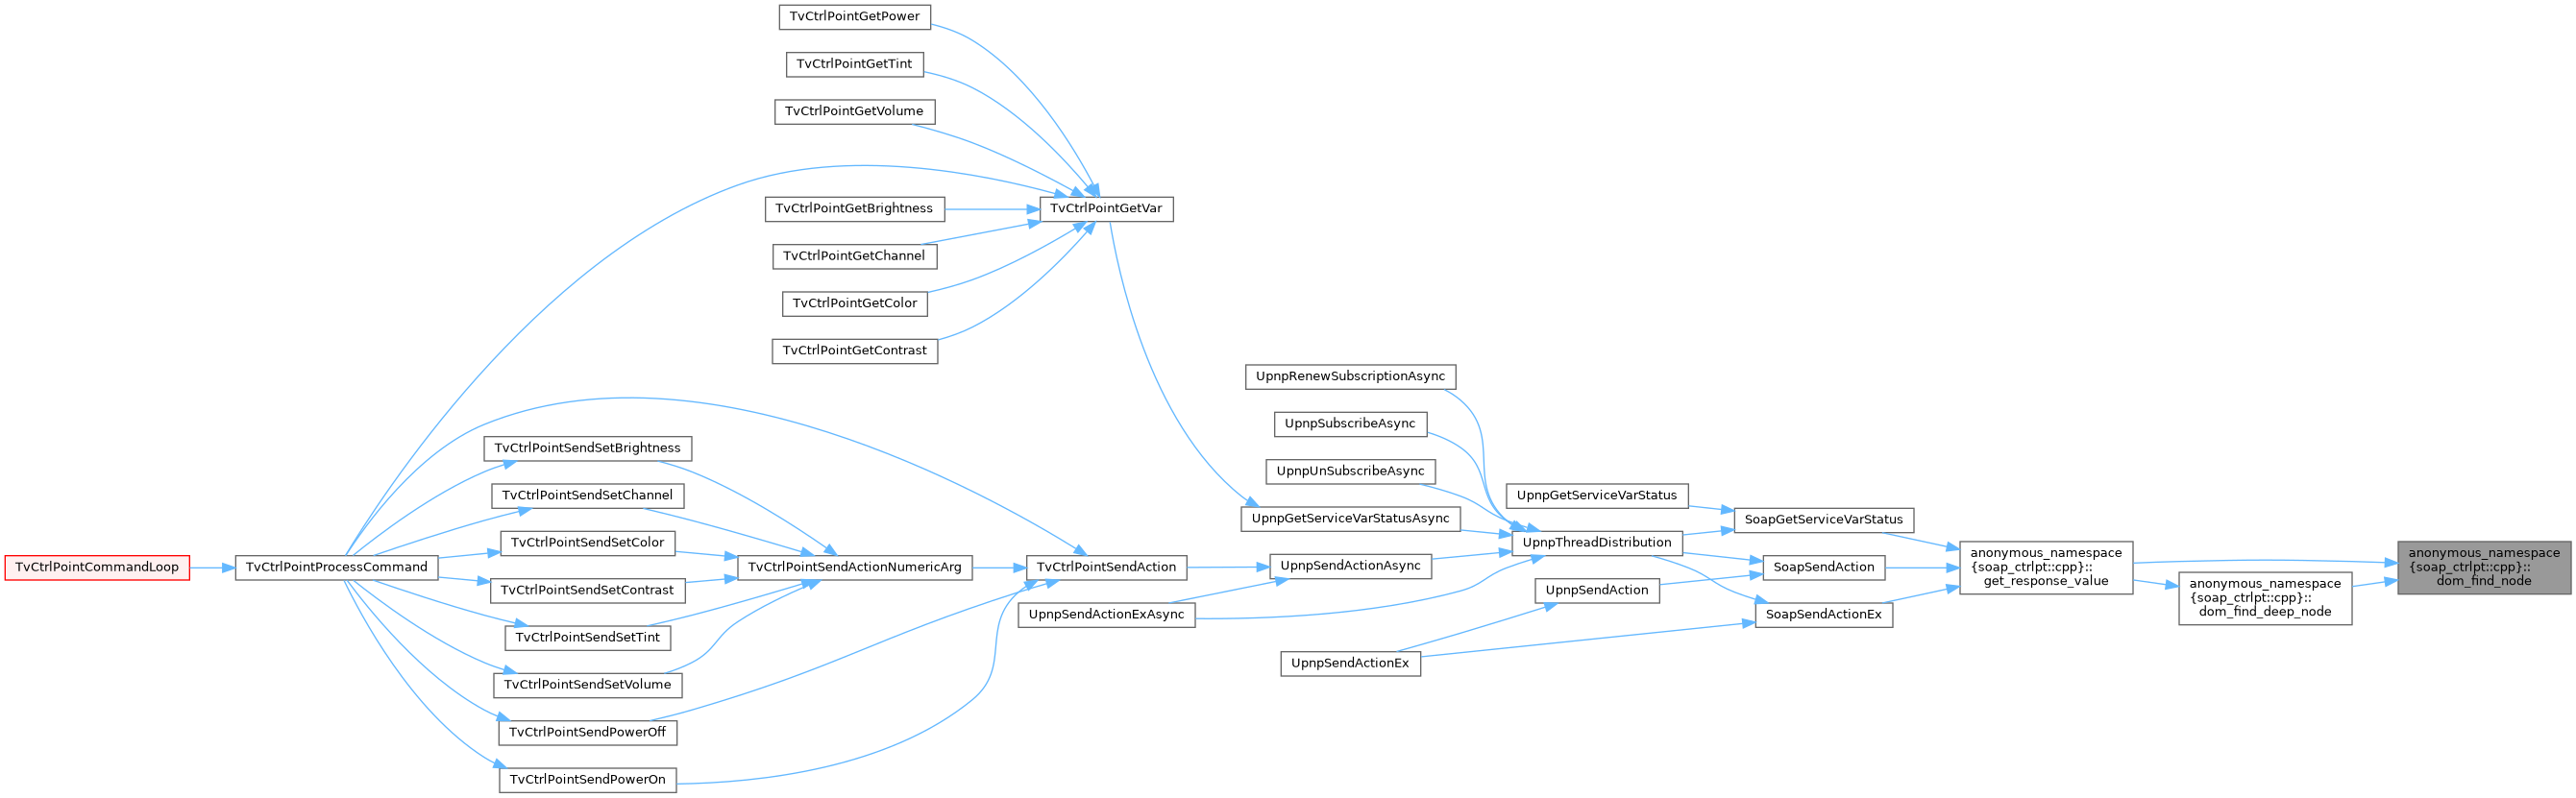 TvCtrlPointGetPower
TvCtrlPointGetTint
TvCtrlPointGetVolume
TvCtrlPointGetBrightness
TvCtrlPointGetVar
TvCtrlPointGetChannel
TvCtrlPointGetColor
TvCtrlPointGetContrast
UpnpRenewSubscriptionAsync
UpnpSubscribeAsync
TvCtrlPointSendSetBrightness
UpnpUnSubscribeAsync
TvCtrlPointSendSetChannel
UpnpGetServiceVarStatus
UpnpGetServiceVarStatusAsync
SoapGetServiceVarStatus
TvCtrlPointSendSetColor
UpnpThreadDistribution
TvCtrlPointCommandLoop
TvCtrlPointProcessCommand
TvCtrlPointSendActionNumericArg
TvCtrlPointSendAction
UpnpSendActionAsync
SoapSendAction
anonymous_namespace
{soap_ctrlpt::cpp}::
get_response_value
anonymous_namespace
{soap_ctrlpt::cpp}::
dom_find_node
TvCtrlPointSendSetContrast
UpnpSendAction
anonymous_namespace
{soap_ctrlpt::cpp}::
dom_find_deep_node
UpnpSendActionExAsync
SoapSendActionEx
TvCtrlPointSendSetTint
UpnpSendActionEx
TvCtrlPointSendSetVolume
TvCtrlPointSendPowerOff
TvCtrlPointSendPowerOn